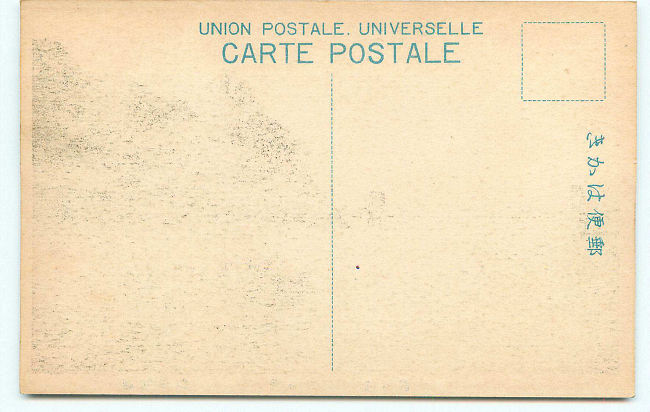 UNION POSTALE. UNIVERSELLE
CARTE POSTALE
郵便はかき